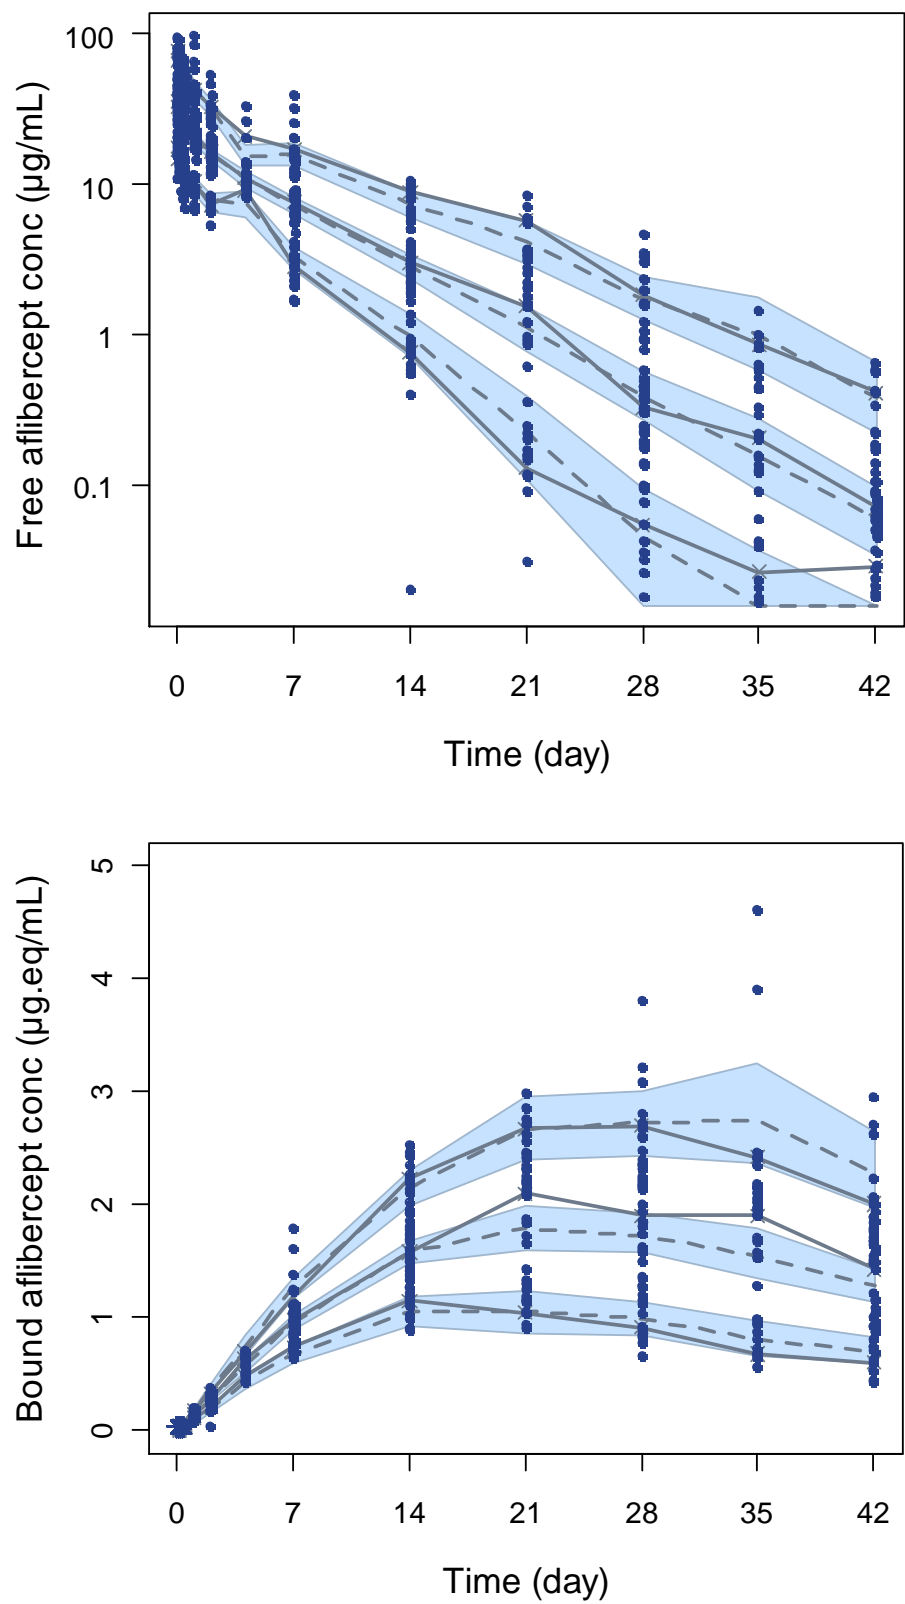 Free aflibercept conc (µg/mL)
100
10
1
0.1
0 7 14 21 28 35 42
Time (day)
Bound aflibercept conc (µg.eq/mL)
5
4
3
2
1
0
0 7 14 21 28 35 42
Time (day)